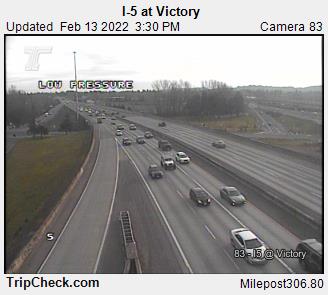 I-5 at Victory
Updated Feb 13 2022 3:30 PM Camera 83
LOW PRESSURE
S
83 - I5 @ Victory
TripCheck.com Milepost306.80